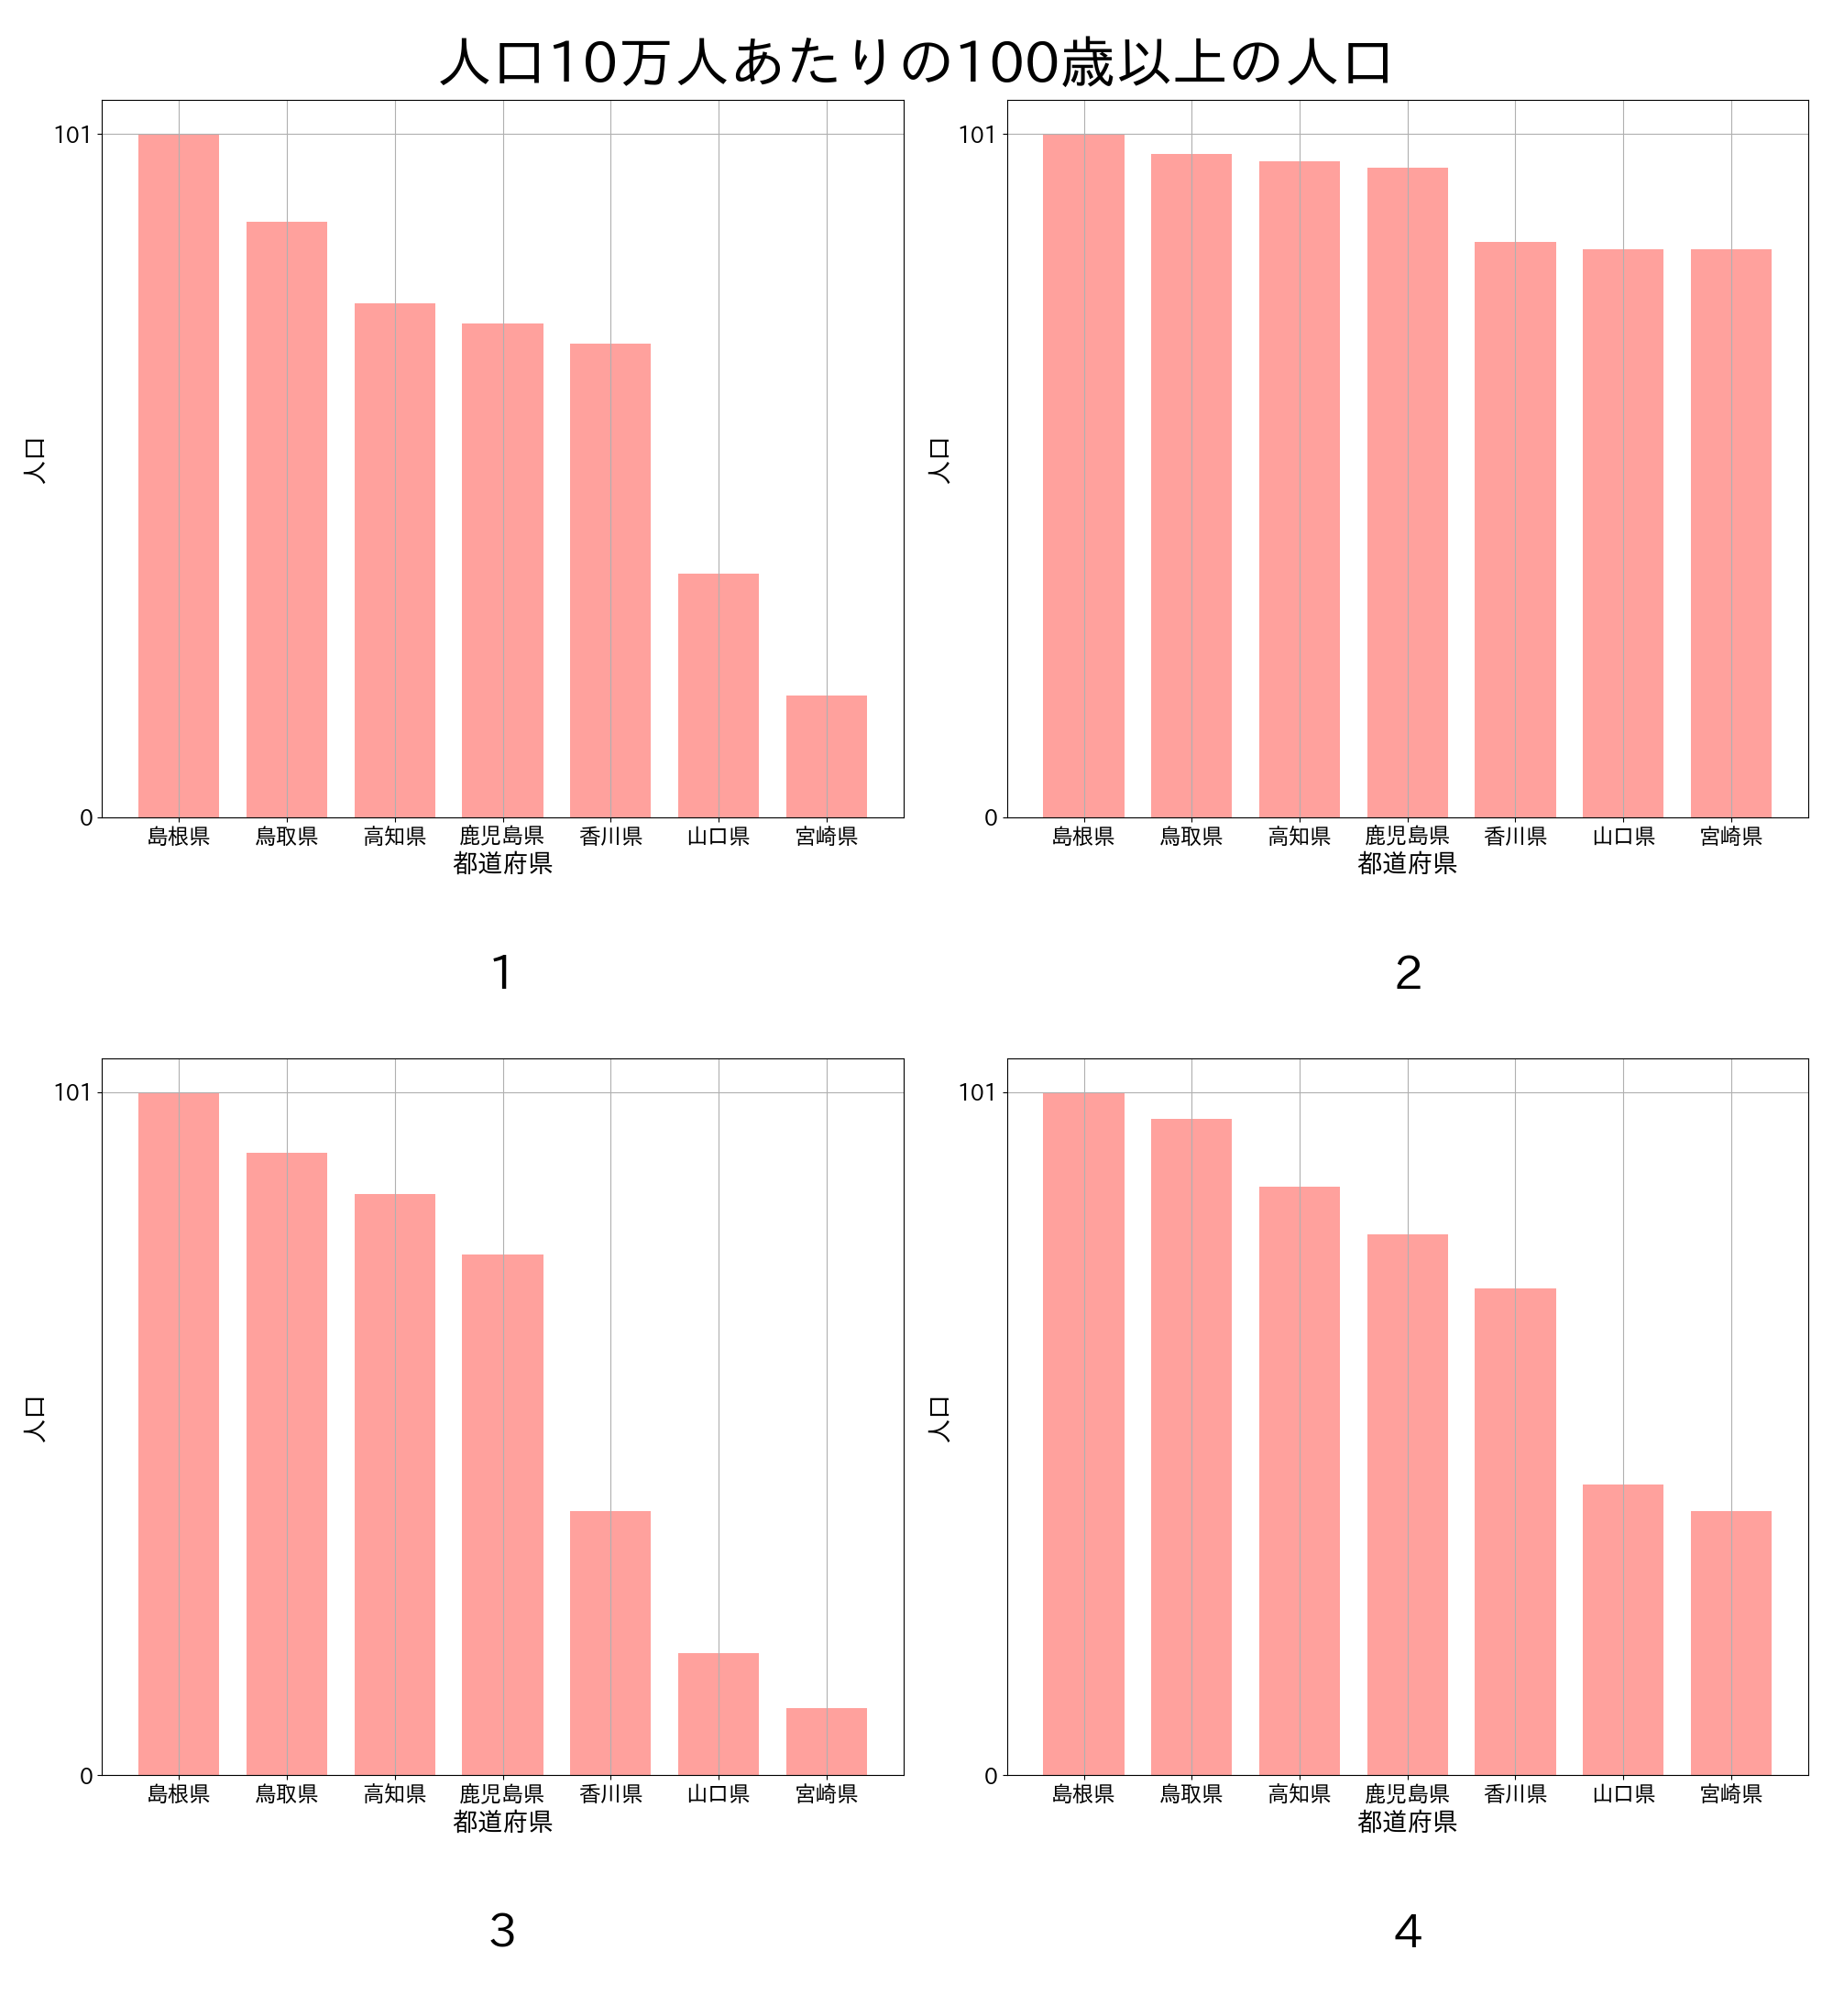 人口10万人あたりの100歳以上の人口
101
0
人口
島根県 鳥取県 高知県 鹿児島県 香川県 山口県 宮崎県
都道府県
1
101
0
人口
島根県 鳥取県 高知県 鹿児島県 香川県 山口県 宮崎県
都道府県
2
101
0
人口
島根県 鳥取県 高知県 鹿児島県 香川県 山口県 宮崎県
都道府県
3
101
0
人口
島根県 鳥取県 高知県 鹿児島県 香川県 山口県 宮崎県
都道府県
4